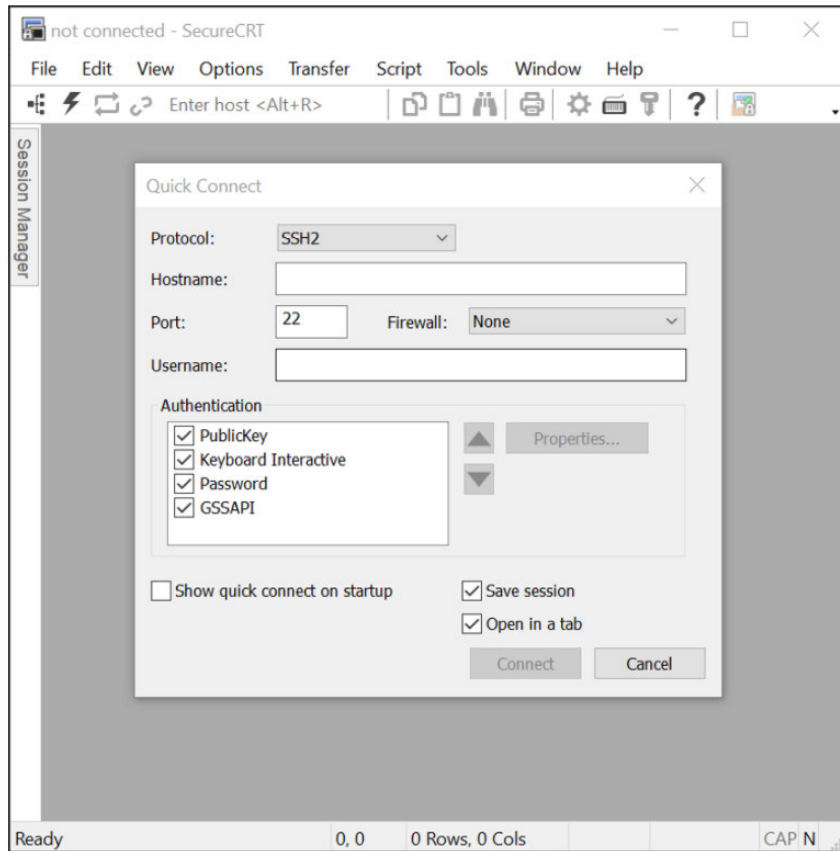 not connected - SecureCRT
File Edit View Options Transfer Script Tools Window Help
Enter host <Alt+R>
Session Manager
Quick Connect
Protocol: SSH2
Hostname:
Port: 22 Firewall: None
Username:
Authentication
PublicKey
Properties...
Keyboard Interactive
Password
GSSAPI
Show quick connect on startup Save session
Open in a tab
Connect Cancel
Ready 0, 0 0 Rows, 0 Cols CAP N